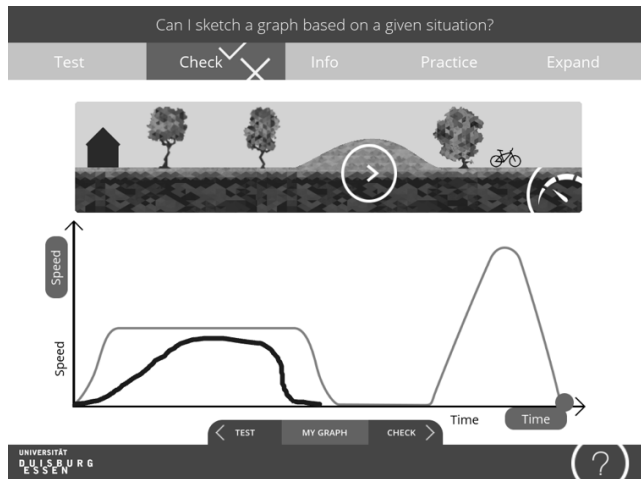 Can I sketch a graph based on a given situation?
Test Check Info Practice Expand
Speed
Speed
Time Time
TEST MY GRAPH CHECK
UNIVERSITÄT
DUISBURG
ESSEN
?